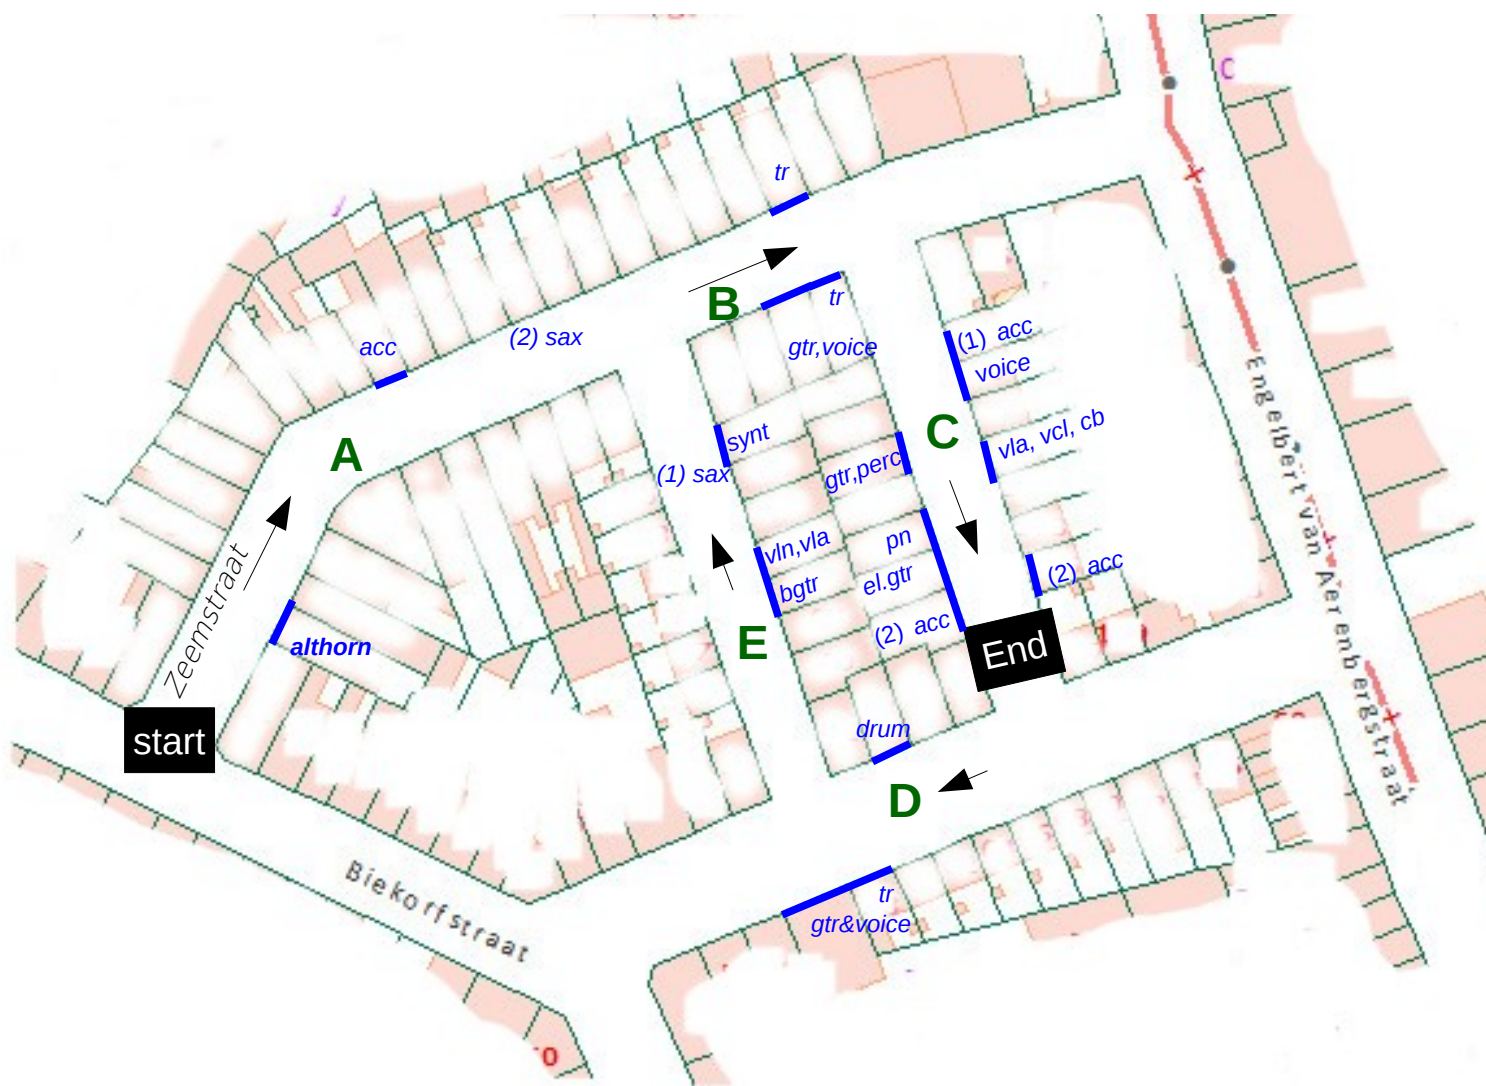 C
tr
B
tr
(2) sax
acc
gtr,voice
(1) acc
voice
A
synt
C
vla, vcl, cb
(1) sax
gtr,perc
Engelbert van Aerenbergstraat
vln,vla
pn
bgtr
el.gtr
(2) acc
Zeemstraat
althorn
E
(2) acc
End
start
drum
D
Biekorfstraat
tr
gtr&voice